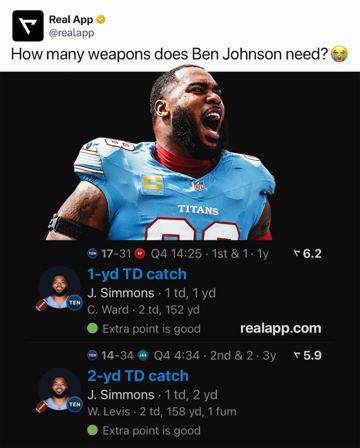 Real App
@realapp
How many weapons does Ben Johnson need?😭
TITANS
TEN 17-31 SF Q4 14:25 · 1st & 1 · 1y 6.2
1-yd TD catch
J. Simmons · 1 td, 1 yd
TEN
C. Ward · 2 td, 152 yd
Extra point is good
realapp.com
TEN 14-34 JAX Q4 4:34 · 2nd & 2 · 3y 5.9
2-yd TD catch
J. Simmons · 1 td, 2 yd
TEN
W. Levis · 2 td, 158 yd, 1 fum
Extra point is good